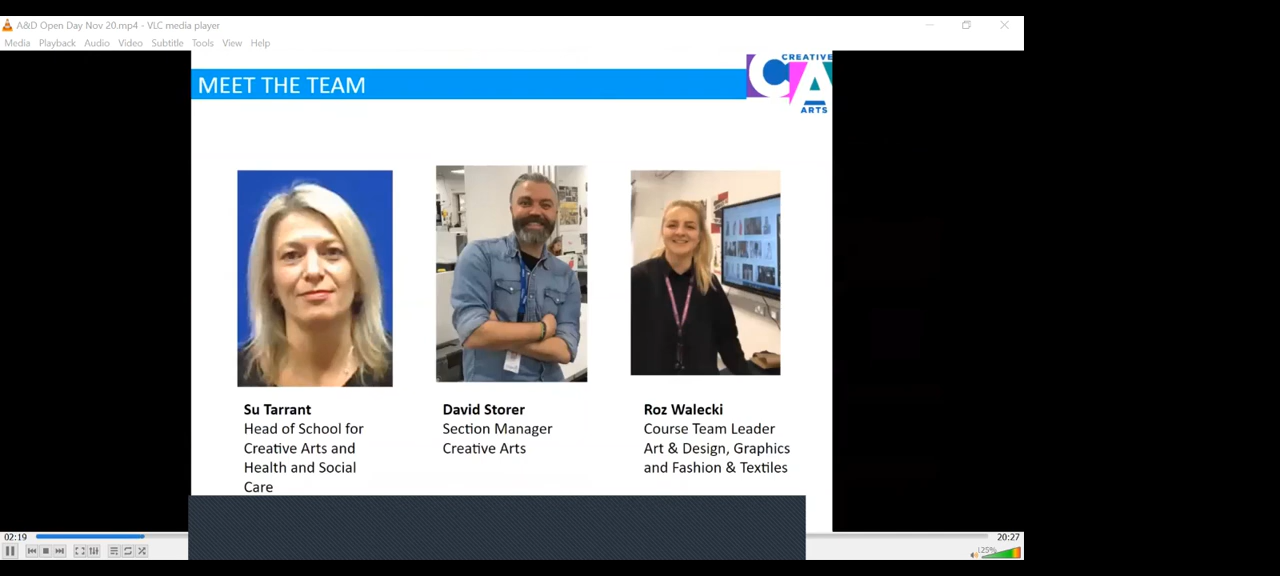 A&D Open Day Nov 20.mp4 - VLC media player
Media Playback Audio Video Subtitle Tools View Help
MEET THE TEAM
CREATIVE
CA
ARTS
Su Tarrant
Head of School for
Creative Arts and
Health and Social
Care
David Storer
Section Manager
Creative Arts
Roz Walecki
Course Team Leader
Art & Design, Graphics
and Fashion & Textiles
02:19
20:27
125%